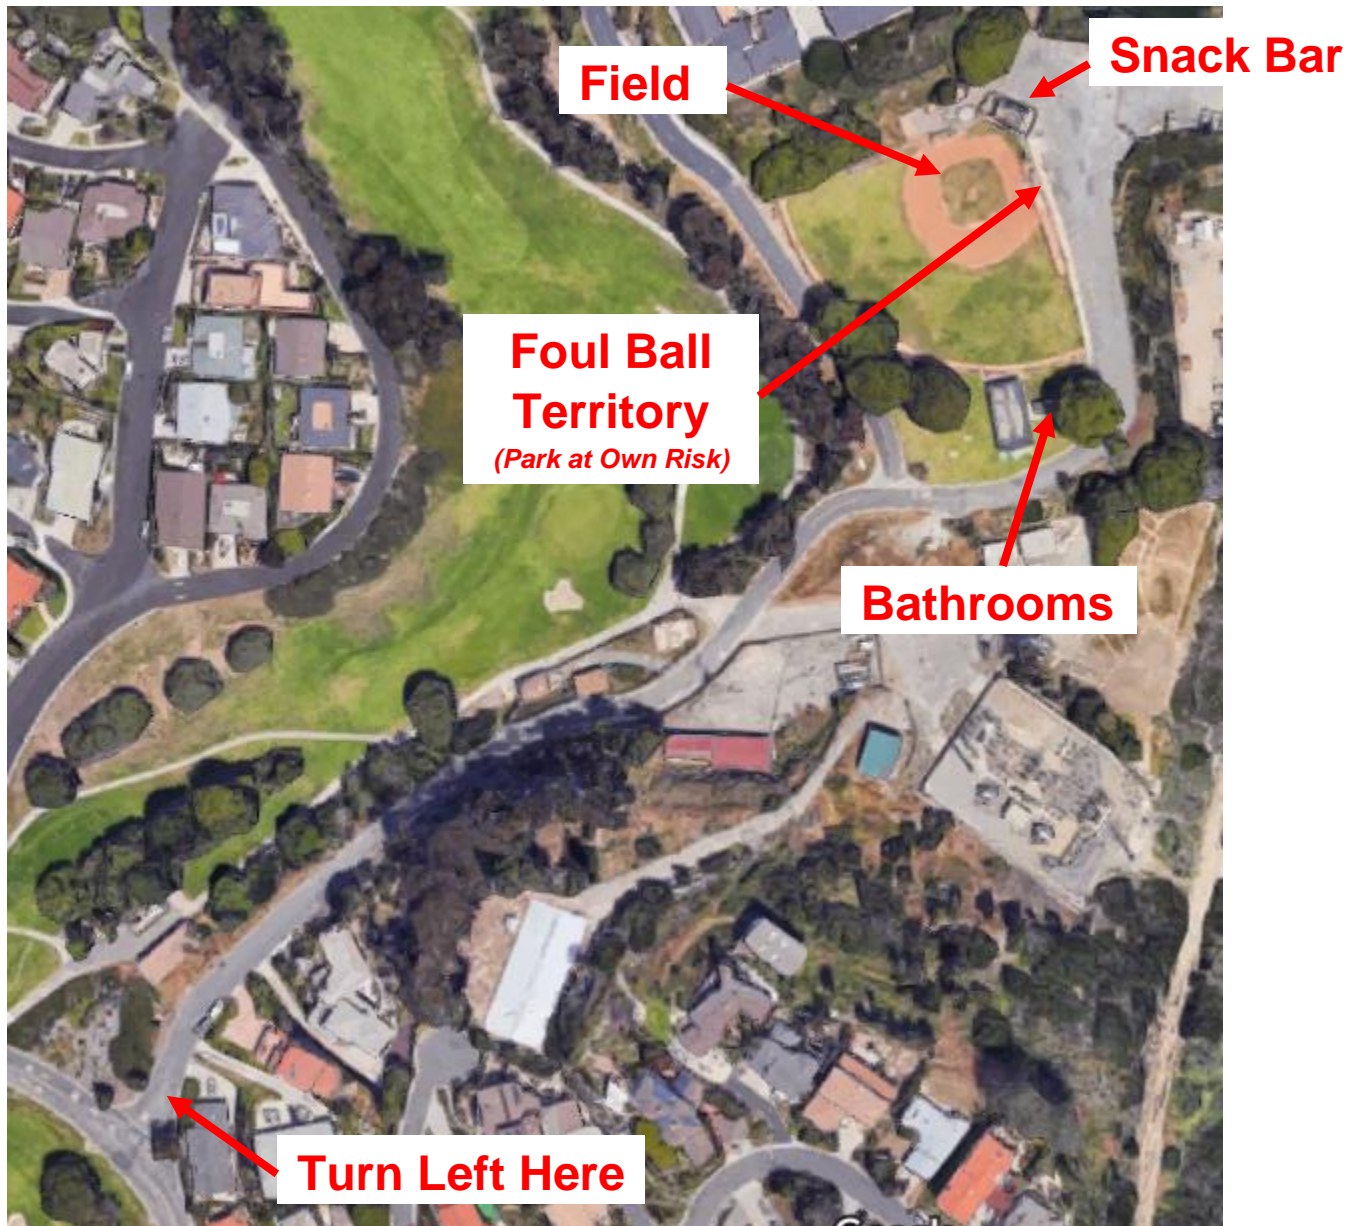 Snack Bar
Field
Foul Ball
Territory
(Park at Own Risk)
Bathrooms
Turn Left Here